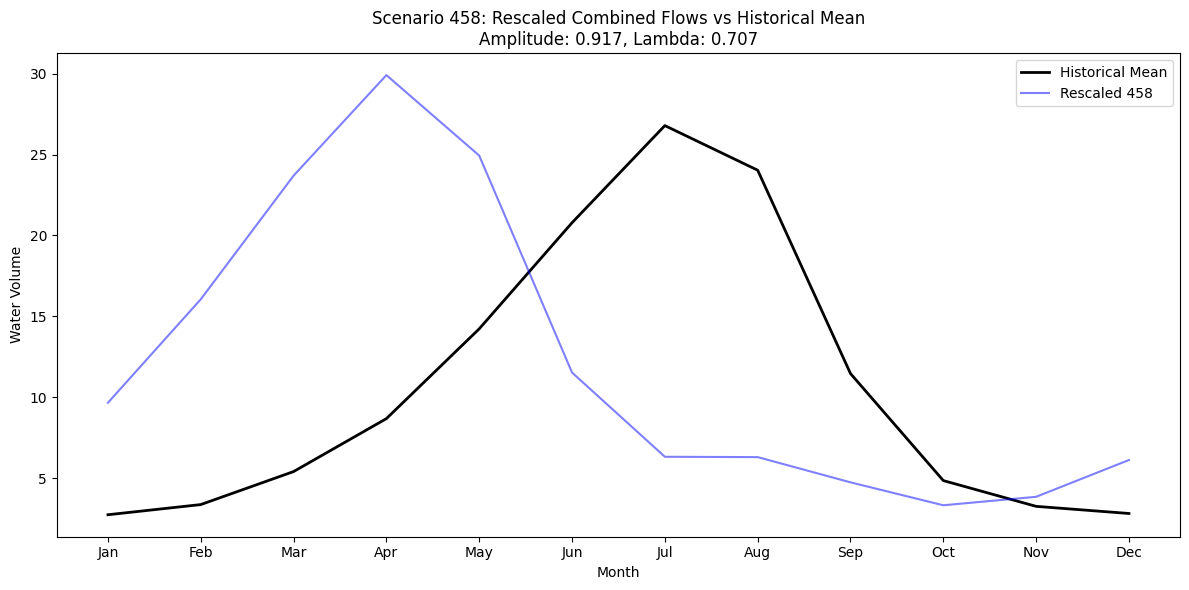 Scenario 458: Rescaled Combined Flows vs Historical Mean
Amplitude: 0.917, Lambda: 0.707
Historical Mean
Rescaled 458
30
25
20
15
10
5
Water Volume
Jan Feb Mar Apr May Jun Jul Aug Sep Oct Nov Dec
Month